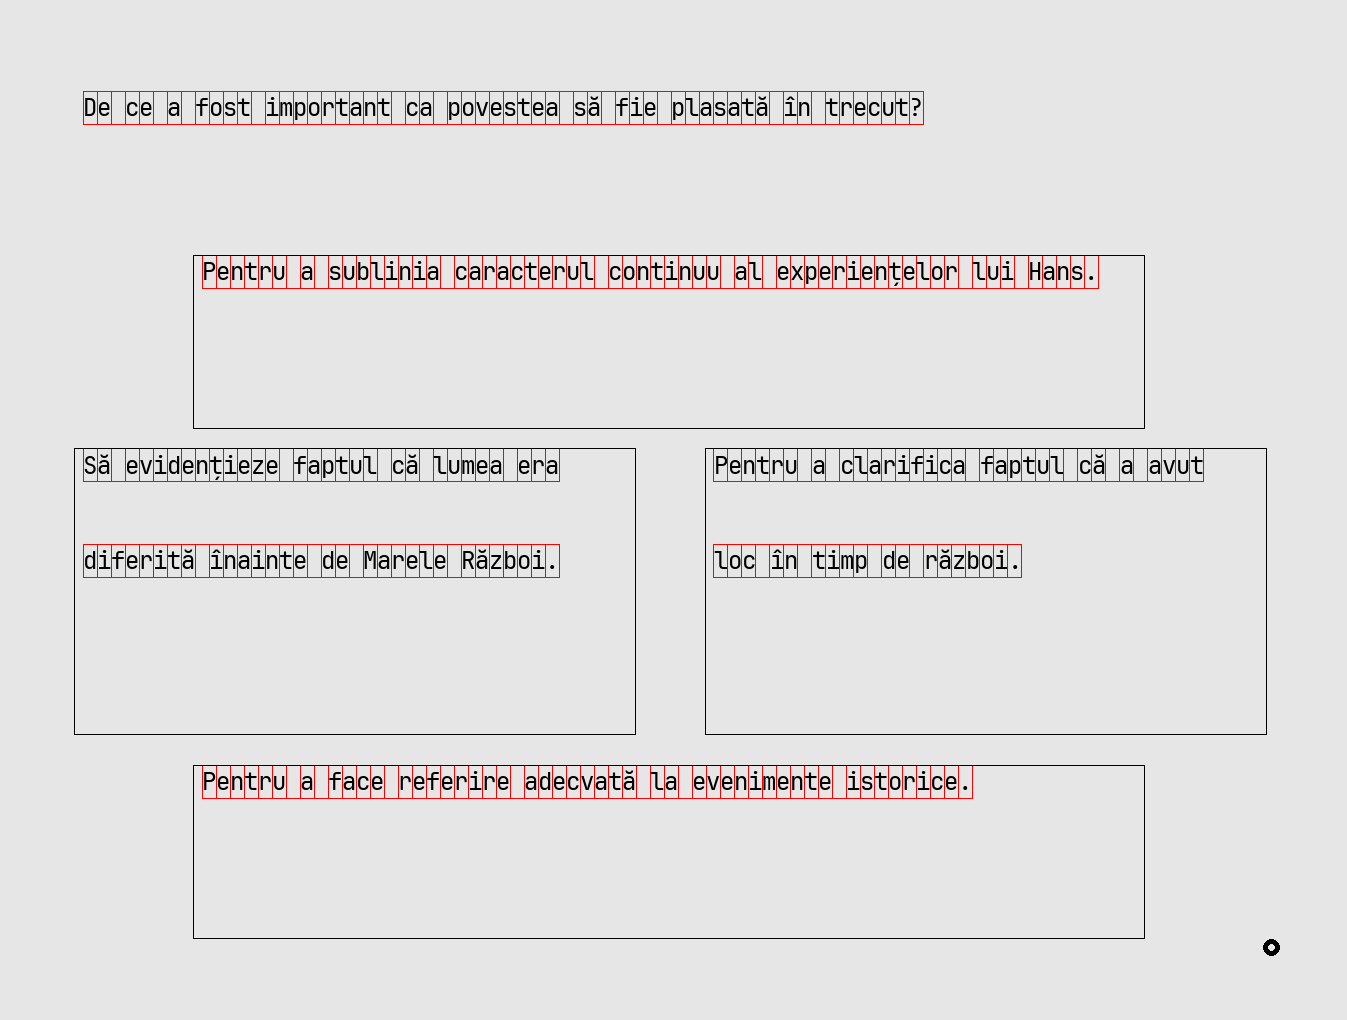 De ce a fost important ca povestea să fie plasată în trecut?
Pentru a sublinia caracterul continuu al experiențelor lui Hans.
Să evidențieze faptul că lumea era
diferită înainte de Marele Război.
Pentru a clarifica faptul că a avut
loc în timp de război.
Pentru a face referire adecvată la evenimente istorice.